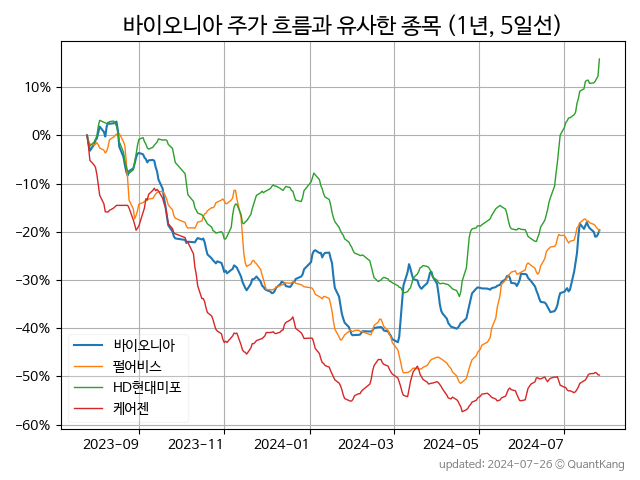 바이오니아 주가 흐름과 유사한 종목 (1년, 5일선)
10%
0%
−10%
−20%
−30%
−40%
−50%
−60%
바이오니아
펄어비스
HD현대미포
케어젠
2023-09
2023-11
2024-01
2024-03
2024-05
2024-07
updated: 2024-07-26 © QuantKang